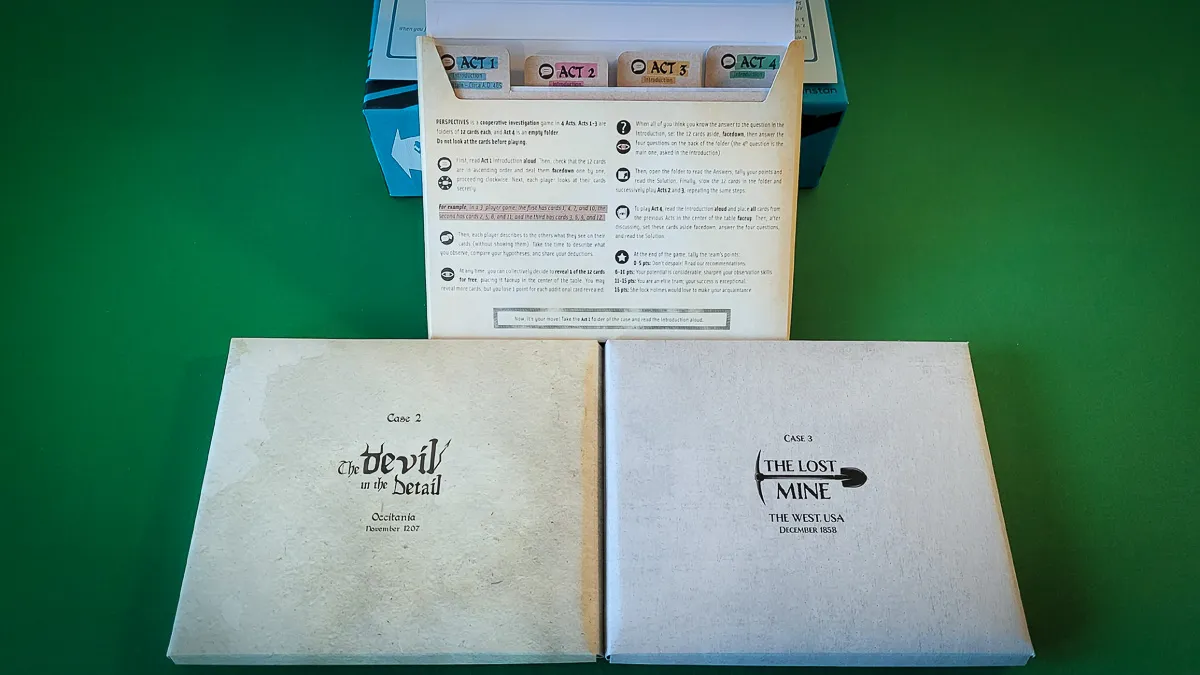 when you
ACT 1
Introduction
ACT 2
Introduction
ACT 3
Introduction
ACT 4
Introduction
PERSPECTIVES is a cooperative investigation game in 4 Acts. Acts 1-3 are
folders of 12 cards each, and Act 4 is an empty folder.
Do not look at the cards before playing.
First, read Act 1 Introduction aloud. Then, check that the 12 cards
are in ascending order and deal them facedown one by one,
proceeding clockwise. Next, each player looks at their cards
secretly.
For example, in a 3-player game: the first has cards 1, 4, 7, and 10, the
second has cards 2, 5, 8, and 11, and the third has cards 3, 6, 9, and 12.
Then, each player describes to the others what they see on their
cards (without showing them). Take the time to describe what
you observe, compare your hypotheses, and share your deductions.
At any time, you can collectively decide to reveal 1 of the 12 cards
for free, placing it faceup in the center of the table. You may
reveal more cards, but you lose 1 point for each additional card revealed.
When all of you think you know the answer to the question in the
Introduction, set the 12 cards aside, facedown, then answer the
four questions on the back of the folder (the 4th question is the
main one, asked in the Introduction).
Then, open the folder to read the Answers, tally your points and
read the Solution. Finally, stow the 12 cards in the folder and
successively play Acts 2 and 3, repeating the same steps.
To play Act 4, read the Introduction aloud and place all cards from
the previous Acts in the center of the table faceup. Then, after
discussing, set these cards aside facedown, answer the four questions,
and read the Solution.
At the end of the game, tally the team's points:
0-5 pts: Don't despair! Read our recommendations
6-10 pts: Your potential is considerable, sharpen your observation skills
11-15 pts: You are an elite team; your success is exceptional
16 pts: Sherlock Holmes would love to make your acquaintance
Now, it's your move! Take the Act 1 folder of the case and read the Introduction aloud.
Case 2
The Devil
in the Detail
Occitania
November 1207
CASE 3
THE LOST
MINE
THE WEST, USA
DECEMBER 1858